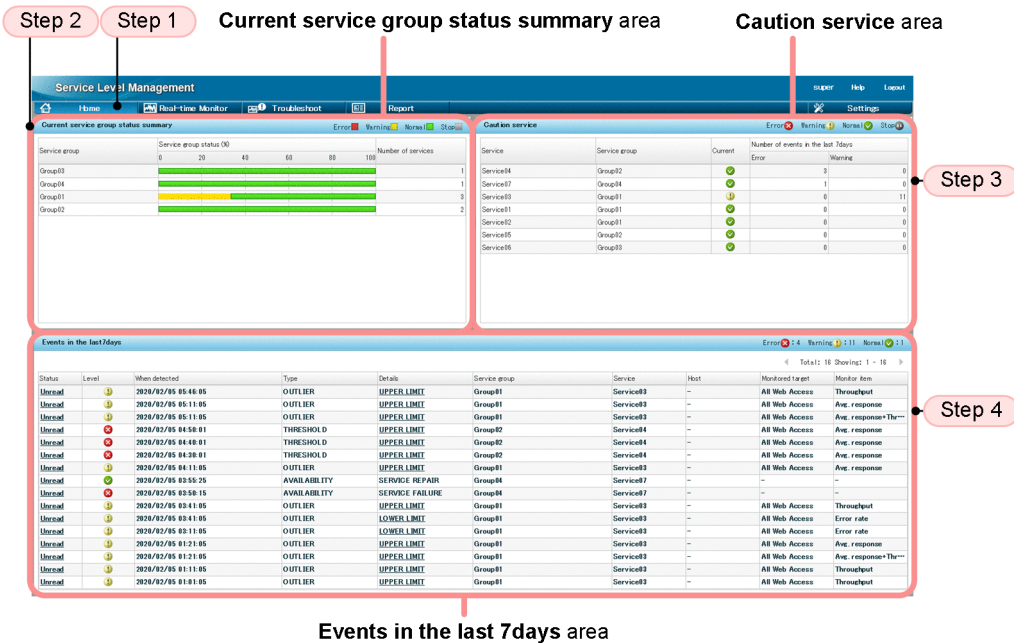 Step 2
Step 1
Current service group status summary area
Caution service area
Service Level Management
super Help Logout
Home Real-time Monitor Troubleshoot Report Settings
Current service group status summary
Error Warning Normal Stop
Service group Service group status (%) Number of services
0 20 40 60 80 100
Group03 1
Group04 1
Group01 3
Group02 2
Caution service
Error Warning Normal Stop
Service Service group Current Number of events in the last 7days
Error Warning
Service04 Group02 3 0
Service07 Group04 1 0
Service03 Group01 0 11
Service01 Group01 0 0
Service02 Group01 0 0
Service05 Group02 0 0
Service06 Group03 0 0
Step 3
Events in the last7days
Error : 4 Warning : 11 Normal : 1
Total: 16 Showing: 1 - 16
Status Level When detected Type Details Service group Service Host Monitored target Monitor item
Unread 2020/02/05 05:46:05 OUTLIER UPPER LIMIT Group01 Service03 - All Web Access Throughput
Unread 2020/02/05 05:11:05 OUTLIER UPPER LIMIT Group01 Service03 - All Web Access Avg. response
Unread 2020/02/05 05:11:05 OUTLIER UPPER LIMIT Group01 Service03 - All Web Access Avg. response+Thr···
Unread 2020/02/05 04:50:01 THRESHOLD UPPER LIMIT Group02 Service04 - All Web Access Avg. response
Unread 2020/02/05 04:40:01 THRESHOLD UPPER LIMIT Group02 Service04 - All Web Access Avg. response
Unread 2020/02/05 04:30:01 THRESHOLD UPPER LIMIT Group02 Service04 - All Web Access Avg. response
Unread 2020/02/05 04:11:05 OUTLIER UPPER LIMIT Group01 Service03 - All Web Access Avg. response
Unread 2020/02/05 03:55:25 AVAILABILITY SERVICE REPAIR Group04 Service07 - - -
Unread 2020/02/05 03:50:15 AVAILABILITY SERVICE FAILURE Group04 Service07 - - -
Unread 2020/02/05 03:41:05 OUTLIER UPPER LIMIT Group01 Service03 - All Web Access Throughput
Unread 2020/02/05 03:41:05 OUTLIER LOWER LIMIT Group01 Service03 - All Web Access Error rate
Unread 2020/02/05 03:11:05 OUTLIER LOWER LIMIT Group01 Service03 - All Web Access Error rate
Unread 2020/02/05 01:21:05 OUTLIER UPPER LIMIT Group01 Service03 - All Web Access Avg. response
Unread 2020/02/05 01:21:05 OUTLIER UPPER LIMIT Group01 Service03 - All Web Access Avg. response+Thr···
Unread 2020/02/05 01:11:05 OUTLIER UPPER LIMIT Group01 Service03 - All Web Access Throughput
Unread 2020/02/05 01:01:05 OUTLIER UPPER LIMIT Group01 Service03 - All Web Access Throughput
Step 4
Events in the last 7days area